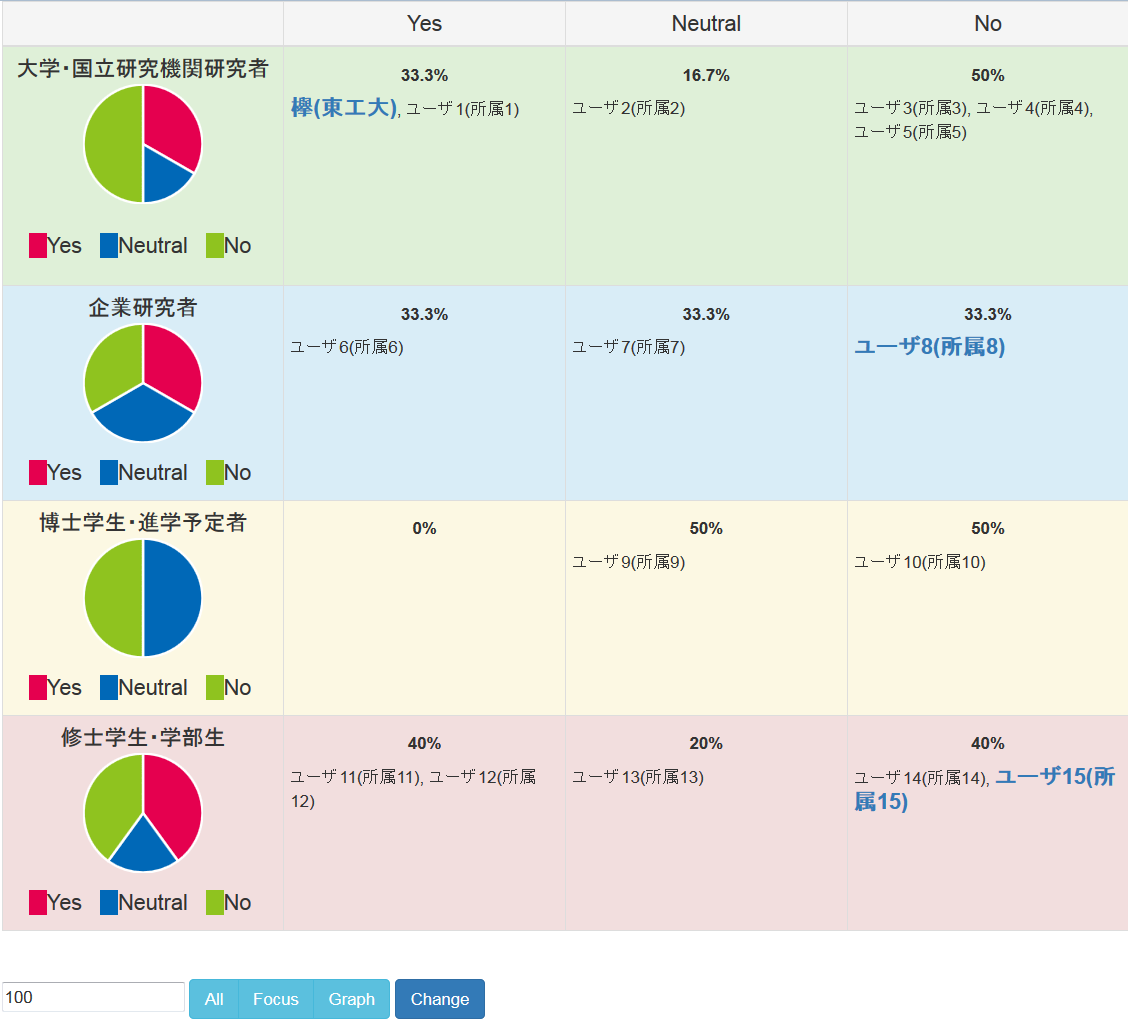 Yes Neutral No
大学・国立研究機関研究者
33.3% 16.7% 50%
欅(東工大), ユーザ1(所属1) ユーザ2(所属2) ユーザ3(所属3), ユーザ4(所属4),
ユーザ5(所属5)
Yes Neutral No
企業研究者
33.3% 33.3% 33.3%
ユーザ6(所属6) ユーザ7(所属7) ユーザ8(所属8)
Yes Neutral No
博士学生・進学予定者
0% 50% 50%
ユーザ9(所属9) ユーザ10(所属10)
Yes Neutral No
修士学生・学部生
40% 20% 40%
ユーザ11(所属11), ユーザ12(所属 ユーザ13(所属13) ユーザ14(所属14), ユーザ15(所
12) 属15)
Yes Neutral No
100 All Focus Graph Change